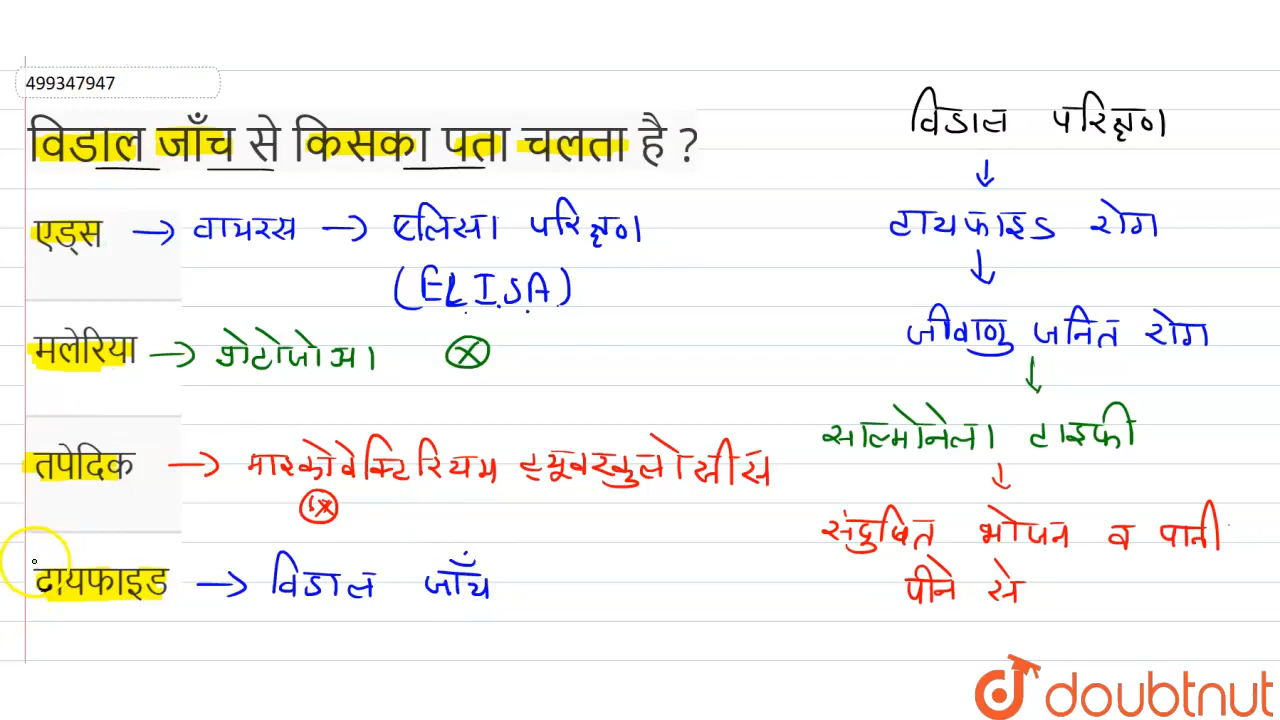 499347947
विडाल जाँच से किसका पता चलता है ?
एड्स → वायरस → एलिसा परिक्षण
(ELISA)
मलेरिया → प्रोटोजोआ ⊗
तपेदिक → माइकोबेक्टिरियम ट्यूबरकुलोसीस
टायफाइड → विडाल जाँच
विडाल परिक्षण
↓
टायफाइड रोग
↓
जीवाणु जनित रोग
↓
साल्मोनेला टाइफी
↓
संदुषित भोजन व पानी
पीने से
doubtnut